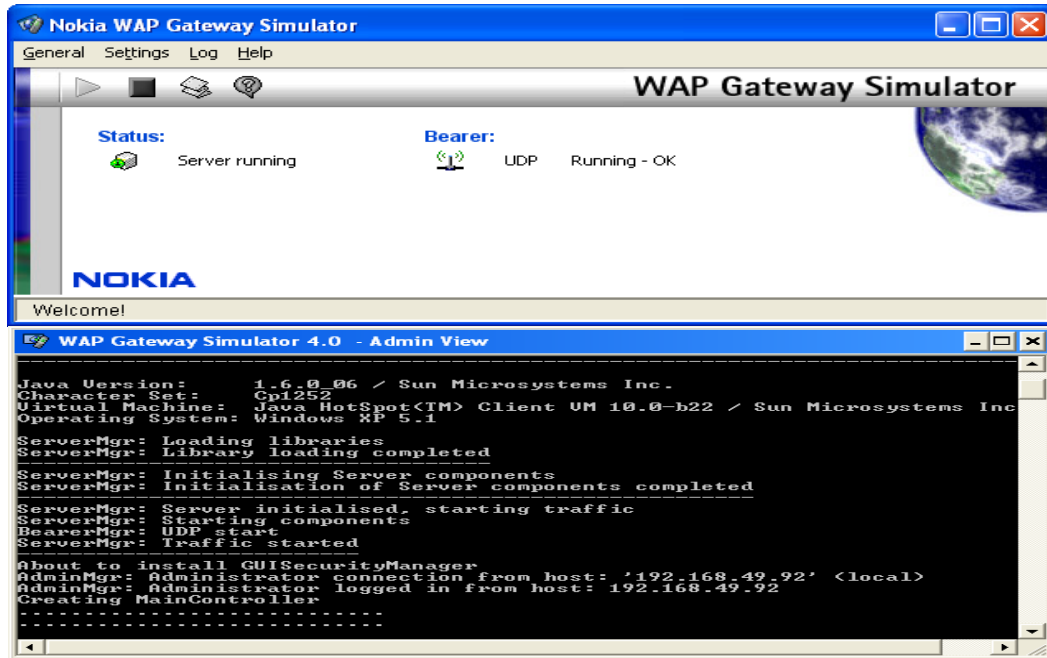 Nokia WAP Gateway Simulator
General Settings Log Help
WAP Gateway Simulator
Status: Bearer:
Server running UDP Running - OK
NOKIA
Welcome!
WAP Gateway Simulator 4.0 - Admin View
Java Version: 1.6.0_06 / Sun Microsystems Inc.
Character Set: Cp1252
Virtual Machine: Java HotSpot(TM) Client VM 10.0-b22 / Sun Microsystems Inc
Operating System: Windows XP 5.1
ServerMgr: Loading libraries
ServerMgr: Library loading completed
ServerMgr: Initialising Server components
ServerMgr: Initialisation of Server components completed
ServerMgr: Server initialised, starting traffic
ServerMgr: Starting components
BearerMgr: UDP start
ServerMgr: Traffic started
About to install GUISecurityManager
AdminMgr: Administrator connection from host: '192.168.49.92' (local)
AdminMgr: Administrator logged in from host: 192.168.49.92
Creating MainController